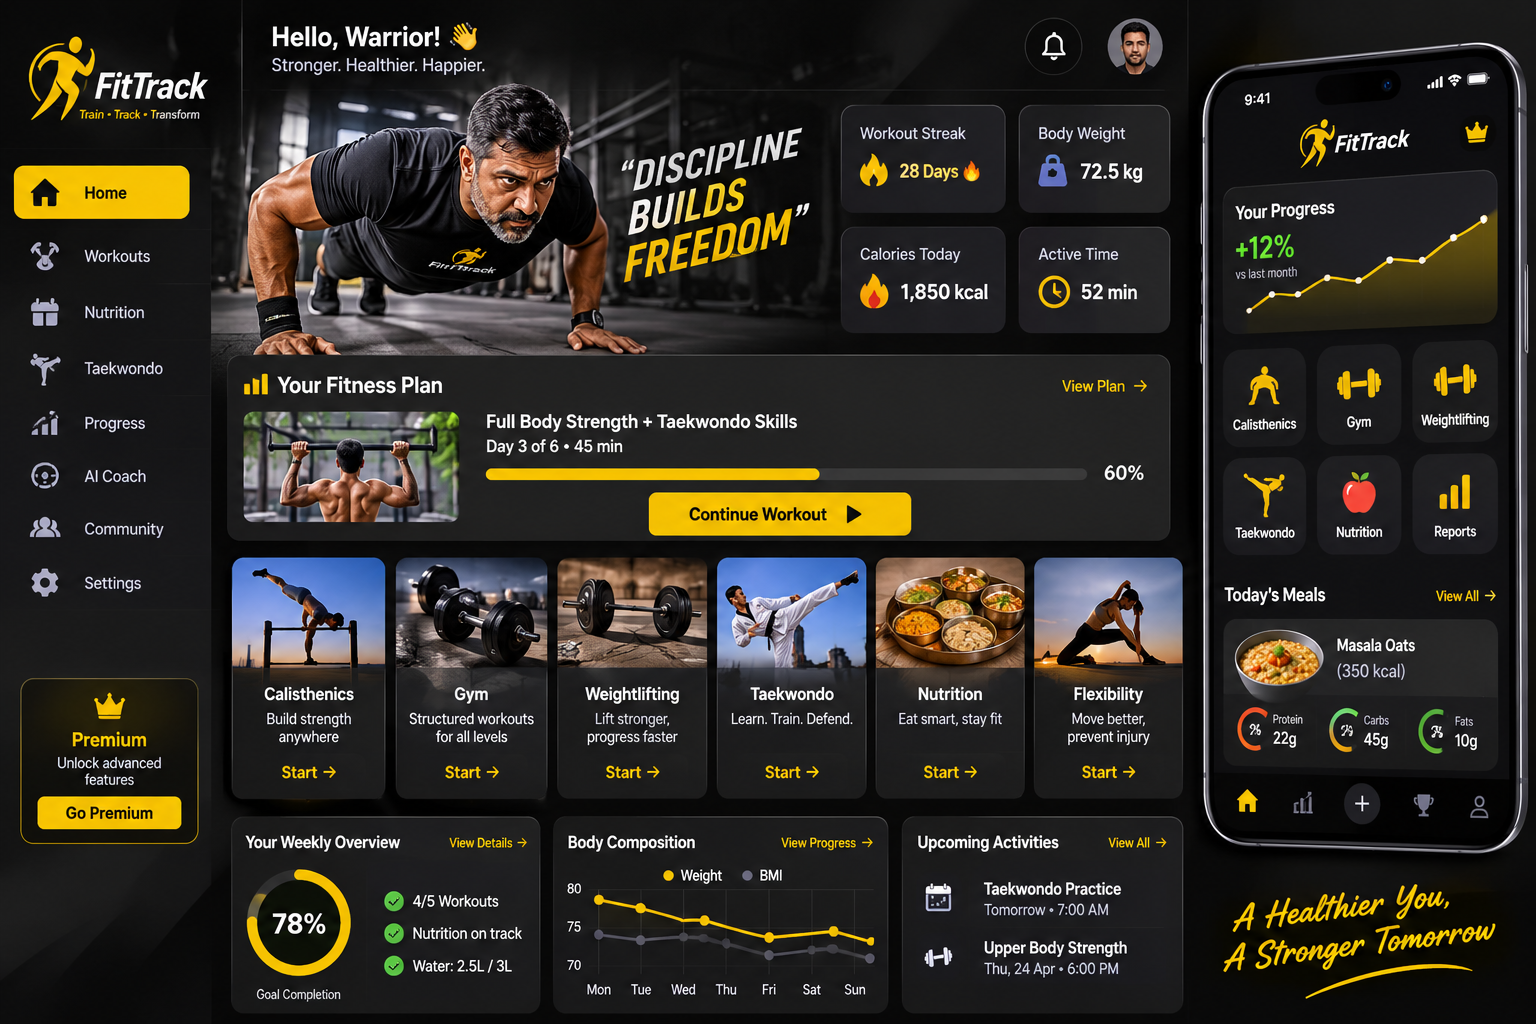 FitTrack
Train • Track • Transform
Home
Workouts
Nutrition
Taekwondo
Progress
AI Coach
Community
Settings
Premium
Unlock advanced
features
Go Premium
Hello, Warrior! 👋
Stronger. Healthier. Happier.
“DISCIPLINE
BUILDS
FREEDOM”
Workout Streak
28 Days 🔥
Body Weight
72.5 kg
Calories Today
1,850 kcal
Active Time
52 min
Your Fitness Plan
View Plan →
Full Body Strength + Taekwondo Skills
Day 3 of 6 • 45 min
60%
Continue Workout
Calisthenics
Build strength
anywhere
Start →
Gym
Structured workouts
for all levels
Start →
Weightlifting
Lift stronger,
progress faster
Start →
Taekwondo
Learn. Train. Defend.
Start →
Nutrition
Eat smart, stay fit
Start →
Flexibility
Move better,
prevent injury
Start →
Your Weekly Overview
View Details →
78%
Goal Completion
4/5 Workouts
Nutrition on track
Water: 2.5L / 3L
Body Composition
View Progress →
Weight
BMI
80
75
70
Mon Tue Wed Thu Fri Sat Sun
Upcoming Activities
View All →
Taekwondo Practice
Tomorrow • 7:00 AM
Upper Body Strength
Thu, 24 Apr • 6:00 PM
9:41
FitTrack
Your Progress
+12%
vs last month
Calisthenics
Gym
Weightlifting
Taekwondo
Nutrition
Reports
Today's Meals
View All →
Masala Oats
(350 kcal)
Protein
22g
Carbs
45g
Fats
10g
A Healthier You,
A Stronger Tomorrow